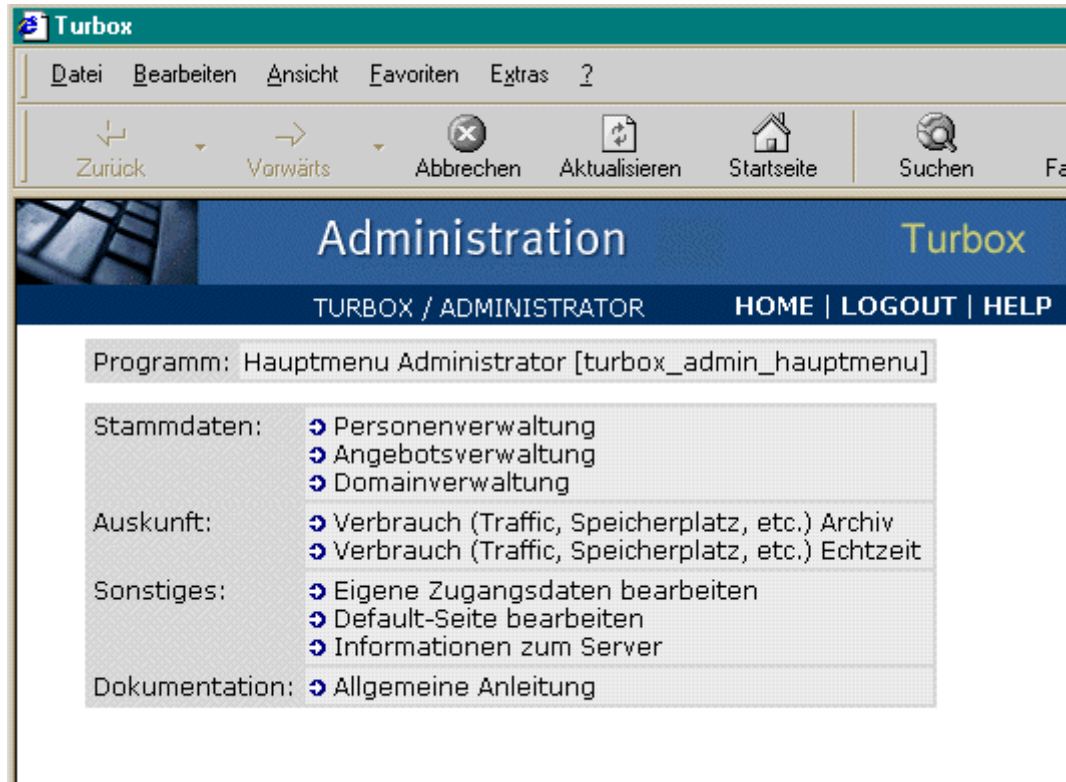 Turbox
Datei Bearbeiten Ansicht Favoriten Extras ?
Zurück Vorwärts Abbrechen Aktualisieren Startseite Suchen
Administration Turbox
TURBOX / ADMINISTRATOR HOME | LOGOUT | HELP
Programm: Hauptmenu Administrator [turbox_admin_hauptmenu]
Stammdaten: Personenverwaltung
Angebotsverwaltung
Domainverwaltung
Auskunft: Verbrauch (Traffic, Speicherplatz, etc.) Archiv
Verbrauch (Traffic, Speicherplatz, etc.) Echtzeit
Sonstiges: Eigene Zugangsdaten bearbeiten
Default-Seite bearbeiten
Informationen zum Server
Dokumentation: Allgemeine Anleitung